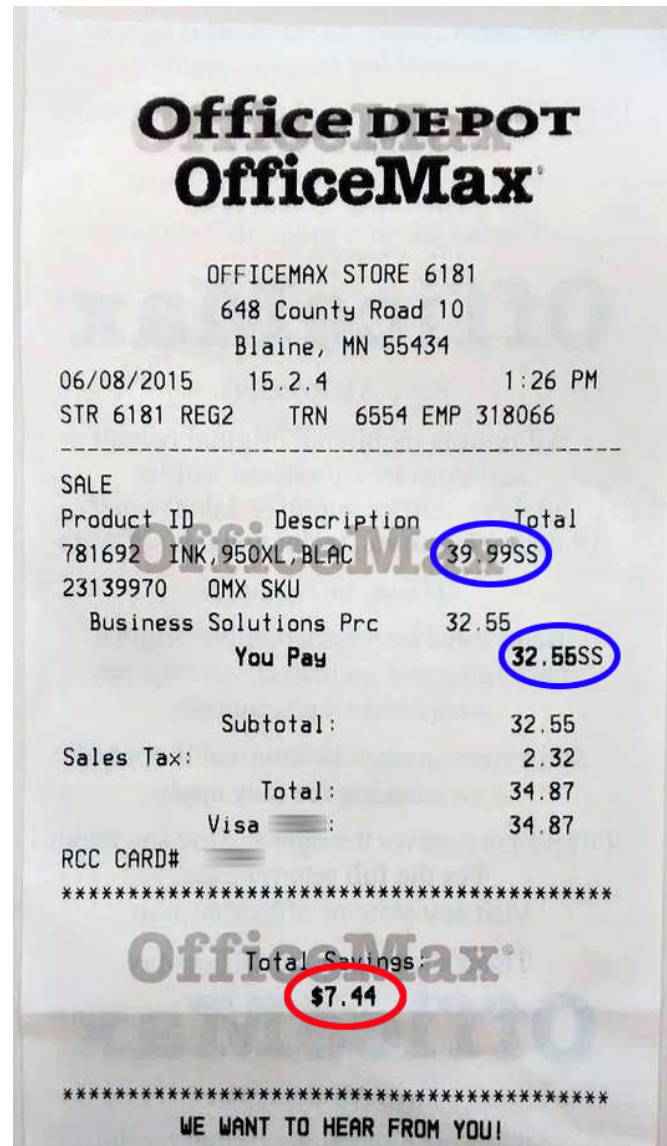 Office DEPOT
OfficeMax
OFFICEMAX STORE 6181
648 County Road 10
Blaine, MN 55434
06/08/2015 15.2.4 1:26 PM
STR 6181 REG2 TRN 6554 EMP 318066
SALE
Product ID Description Total
781692 INK,950XL,BLAC 39.99SS
23139970 OMX SKU
Business Solutions Prc 32.55
You Pay 32.55SS
Subtotal: 32.55
Sales Tax: 2.32
Total: 34.87
Visa : 34.87
RCC CARD#
******************************************
Total Savings:
$7.44
******************************************
WE WANT TO HEAR FROM YOU!